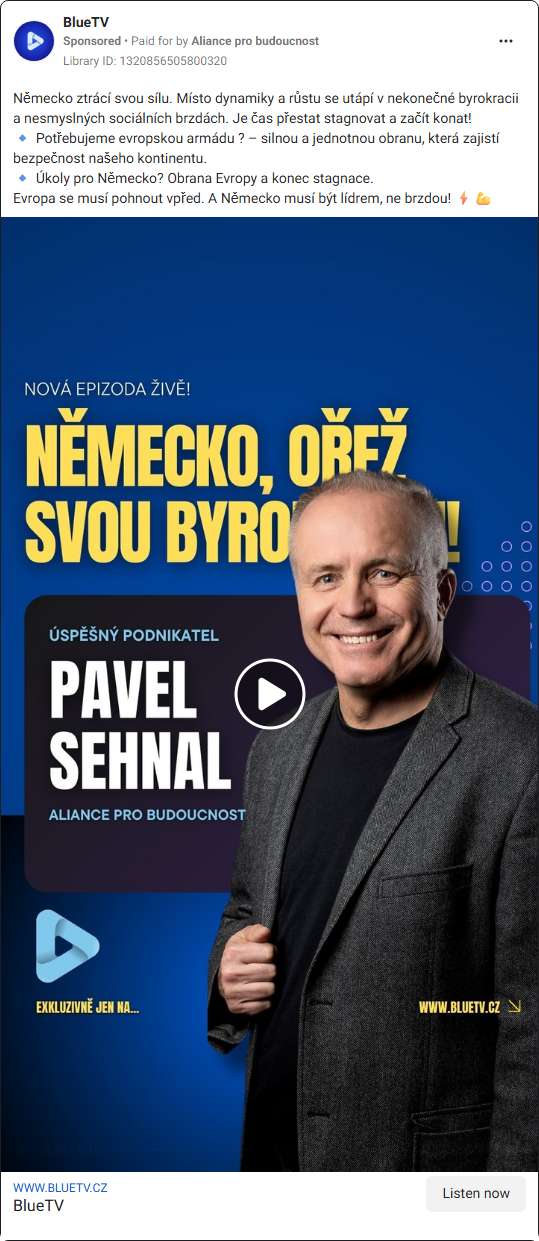 BlueTV
Sponsored • Paid for by Aliance pro budoucnost
Library ID: 1320856505800320
Německo ztrácí svou sílu. Místo dynamiky a růstu se utápí v nekonečné byrokracii
a nesmyslných sociálních brzdách. Je čas přestat stagnovat a začít konat!
🔹 Potřebujeme evropskou armádu ? – silnou a jednotnou obranu, která zajistí
bezpečnost našeho kontinentu.
🔹 Úkoly pro Německo? Obrana Evropy a konec stagnace.
Evropa se musí pohnout vpřed. A Německo musí být lídrem, ne brzdou! ⚡ 💪
NOVÁ EPIZODA ŽIVĚ!
NĚMECKO, OŘEŽ
SVOU !
ÚSPĚŠNÝ PODNIKATEL
PAVEL
SEHNAL
ALIANCE PRO BUDOUCNOST
EXKLUZIVNĚ JEN NA...
WWW.BLUETV.CZ
WWW.BLUETV.CZ
BlueTV
Listen now